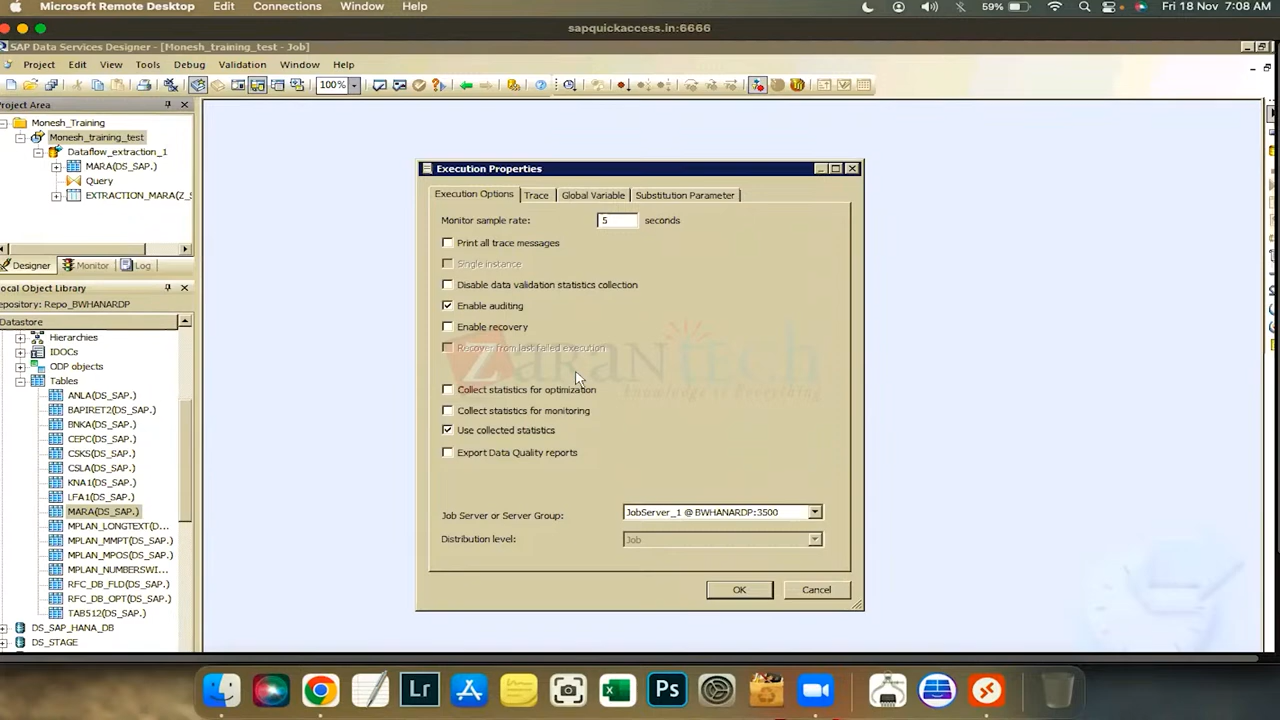 Microsoft Remote Desktop Edit Connections Window Help
59% Fri 18 Nov 7:08 AM
sapquickaccess.in:6666
SAP Data Services Designer - [Monesh_training_test - Job]
Project Edit View Tools Debug Validation Window Help
100%
Project Area
Monesh_Training
Monesh_training_test
Dataflow_extraction_1
MARA(DS_SAP.)
Query
EXTRACTION_MARA(Z_S
Designer Monitor Log
ocal Object Library
epository: Repo_BWHANARDP
Datastore
Hierarchies
IDOCs
ODP objects
Tables
ANLA(DS_SAP.)
BAPIRET2(DS_SAP.)
BNKA(DS_SAP.)
CEPC(DS_SAP.)
CSKS(DS_SAP.)
CSLA(DS_SAP.)
KNA1(DS_SAP.)
LFA1(DS_SAP.)
MARA(DS_SAP.)
MPLAN_LONGTEXT(D...
MPLAN_MMPT(DS_SAP.)
MPLAN_MPOS(DS_SAP.)
MPLAN_NUMBERSWI...
RFC_DB_FLD(DS_SAP.)
RFC_DB_OPT(DS_SAP.)
TAB512(DS_SAP.)
DS_SAP_HANA_DB
DS_STAGE
Execution Properties
Execution Options Trace Global Variable Substitution Parameter
Monitor sample rate: 5 seconds
Print all trace messages
Single instance
Disable data validation statistics collection
Enable auditing
Enable recovery
Recover from last failed execution
ZaranTech
Knowledge is Everything
Collect statistics for optimization
Collect statistics for monitoring
Use collected statistics
Export Data Quality reports
Job Server or Server Group: JobServer_1 @ BWHANARDP:3500
Distribution level: Job
OK Cancel
Lr Ps